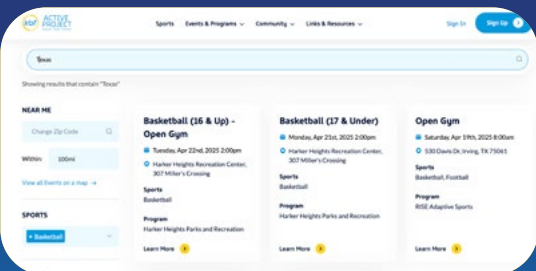 ACTIVE
PROJECT
Sports
Events & Programs
Community
Links & Resources
Sign In
Sign Up
Texas
Showing results that contain "Texas"
NEAR ME
Change Zip Code
Within
100mi
View all Events on a map →
SPORTS
× Basketball
Basketball (16 & Up) -
Open Gym
Tuesday, Apr 22nd, 2025 2:00pm
Harker Heights Recreation Center,
307 Miller's Crossing
Sports
Basketball
Program
Harker Heights Parks and Recreation
Learn More
Basketball (17 & Under)
Monday, Apr 21st, 2025 2:00pm
Harker Heights Recreation Center,
307 Miller's Crossing
Sports
Basketball
Program
Harker Heights Parks and Recreation
Learn More
Open Gym
Saturday, Apr 19th, 2025 8:00am
530 Davis Dr, Irving, TX 75061
Sports
Basketball, Football
Program
RISE Adaptive Sports
Learn More